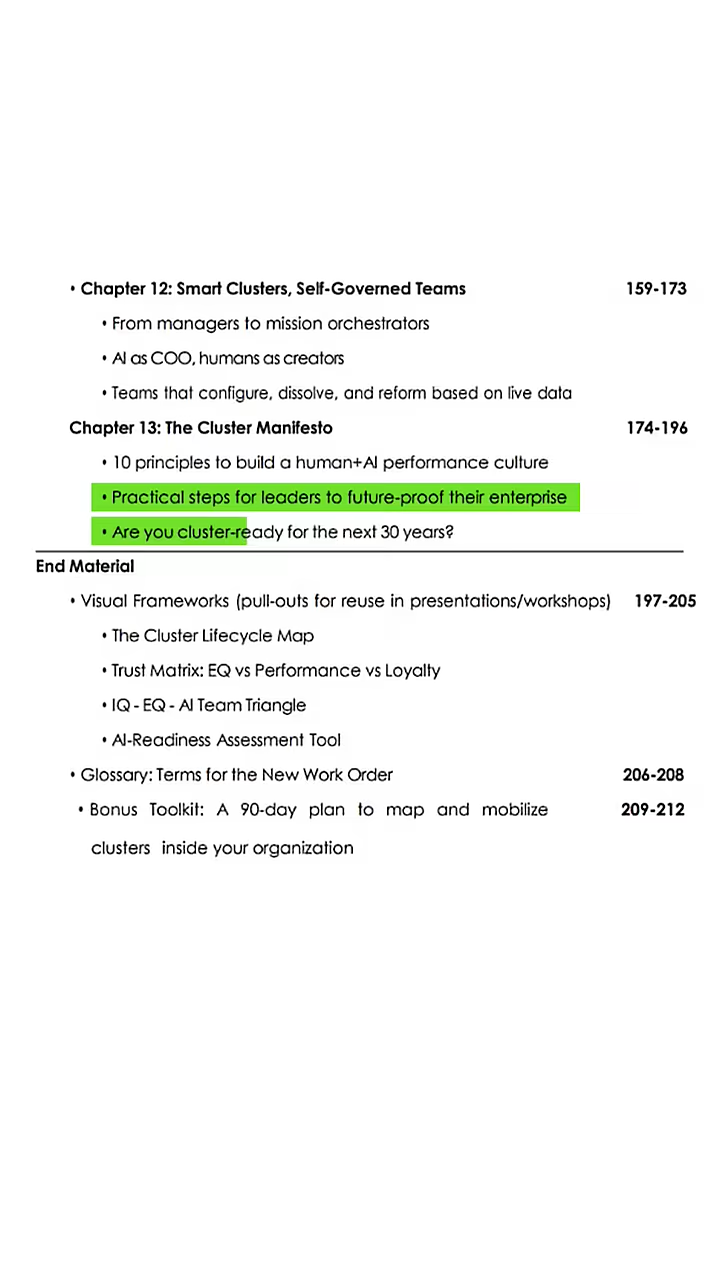 • Chapter 12: Smart Clusters, Self-Governed Teams 159-173
• From managers to mission orchestrators
• AI as COO, humans as creators
• Teams that configure, dissolve, and reform based on live data
Chapter 13: The Cluster Manifesto 174-196
• 10 principles to build a human+AI performance culture
• Practical steps for leaders to future-proof their enterprise
• Are you cluster-ready for the next 30 years?
End Material
• Visual Frameworks (pull-outs for reuse in presentations/workshops) 197-205
• The Cluster Lifecycle Map
• Trust Matrix: EQ vs Performance vs Loyalty
• IQ - EQ - AI Team Triangle
• AI-Readiness Assessment Tool
• Glossary: Terms for the New Work Order 206-208
• Bonus Toolkit: A 90-day plan to map and mobilize 209-212
clusters inside your organization